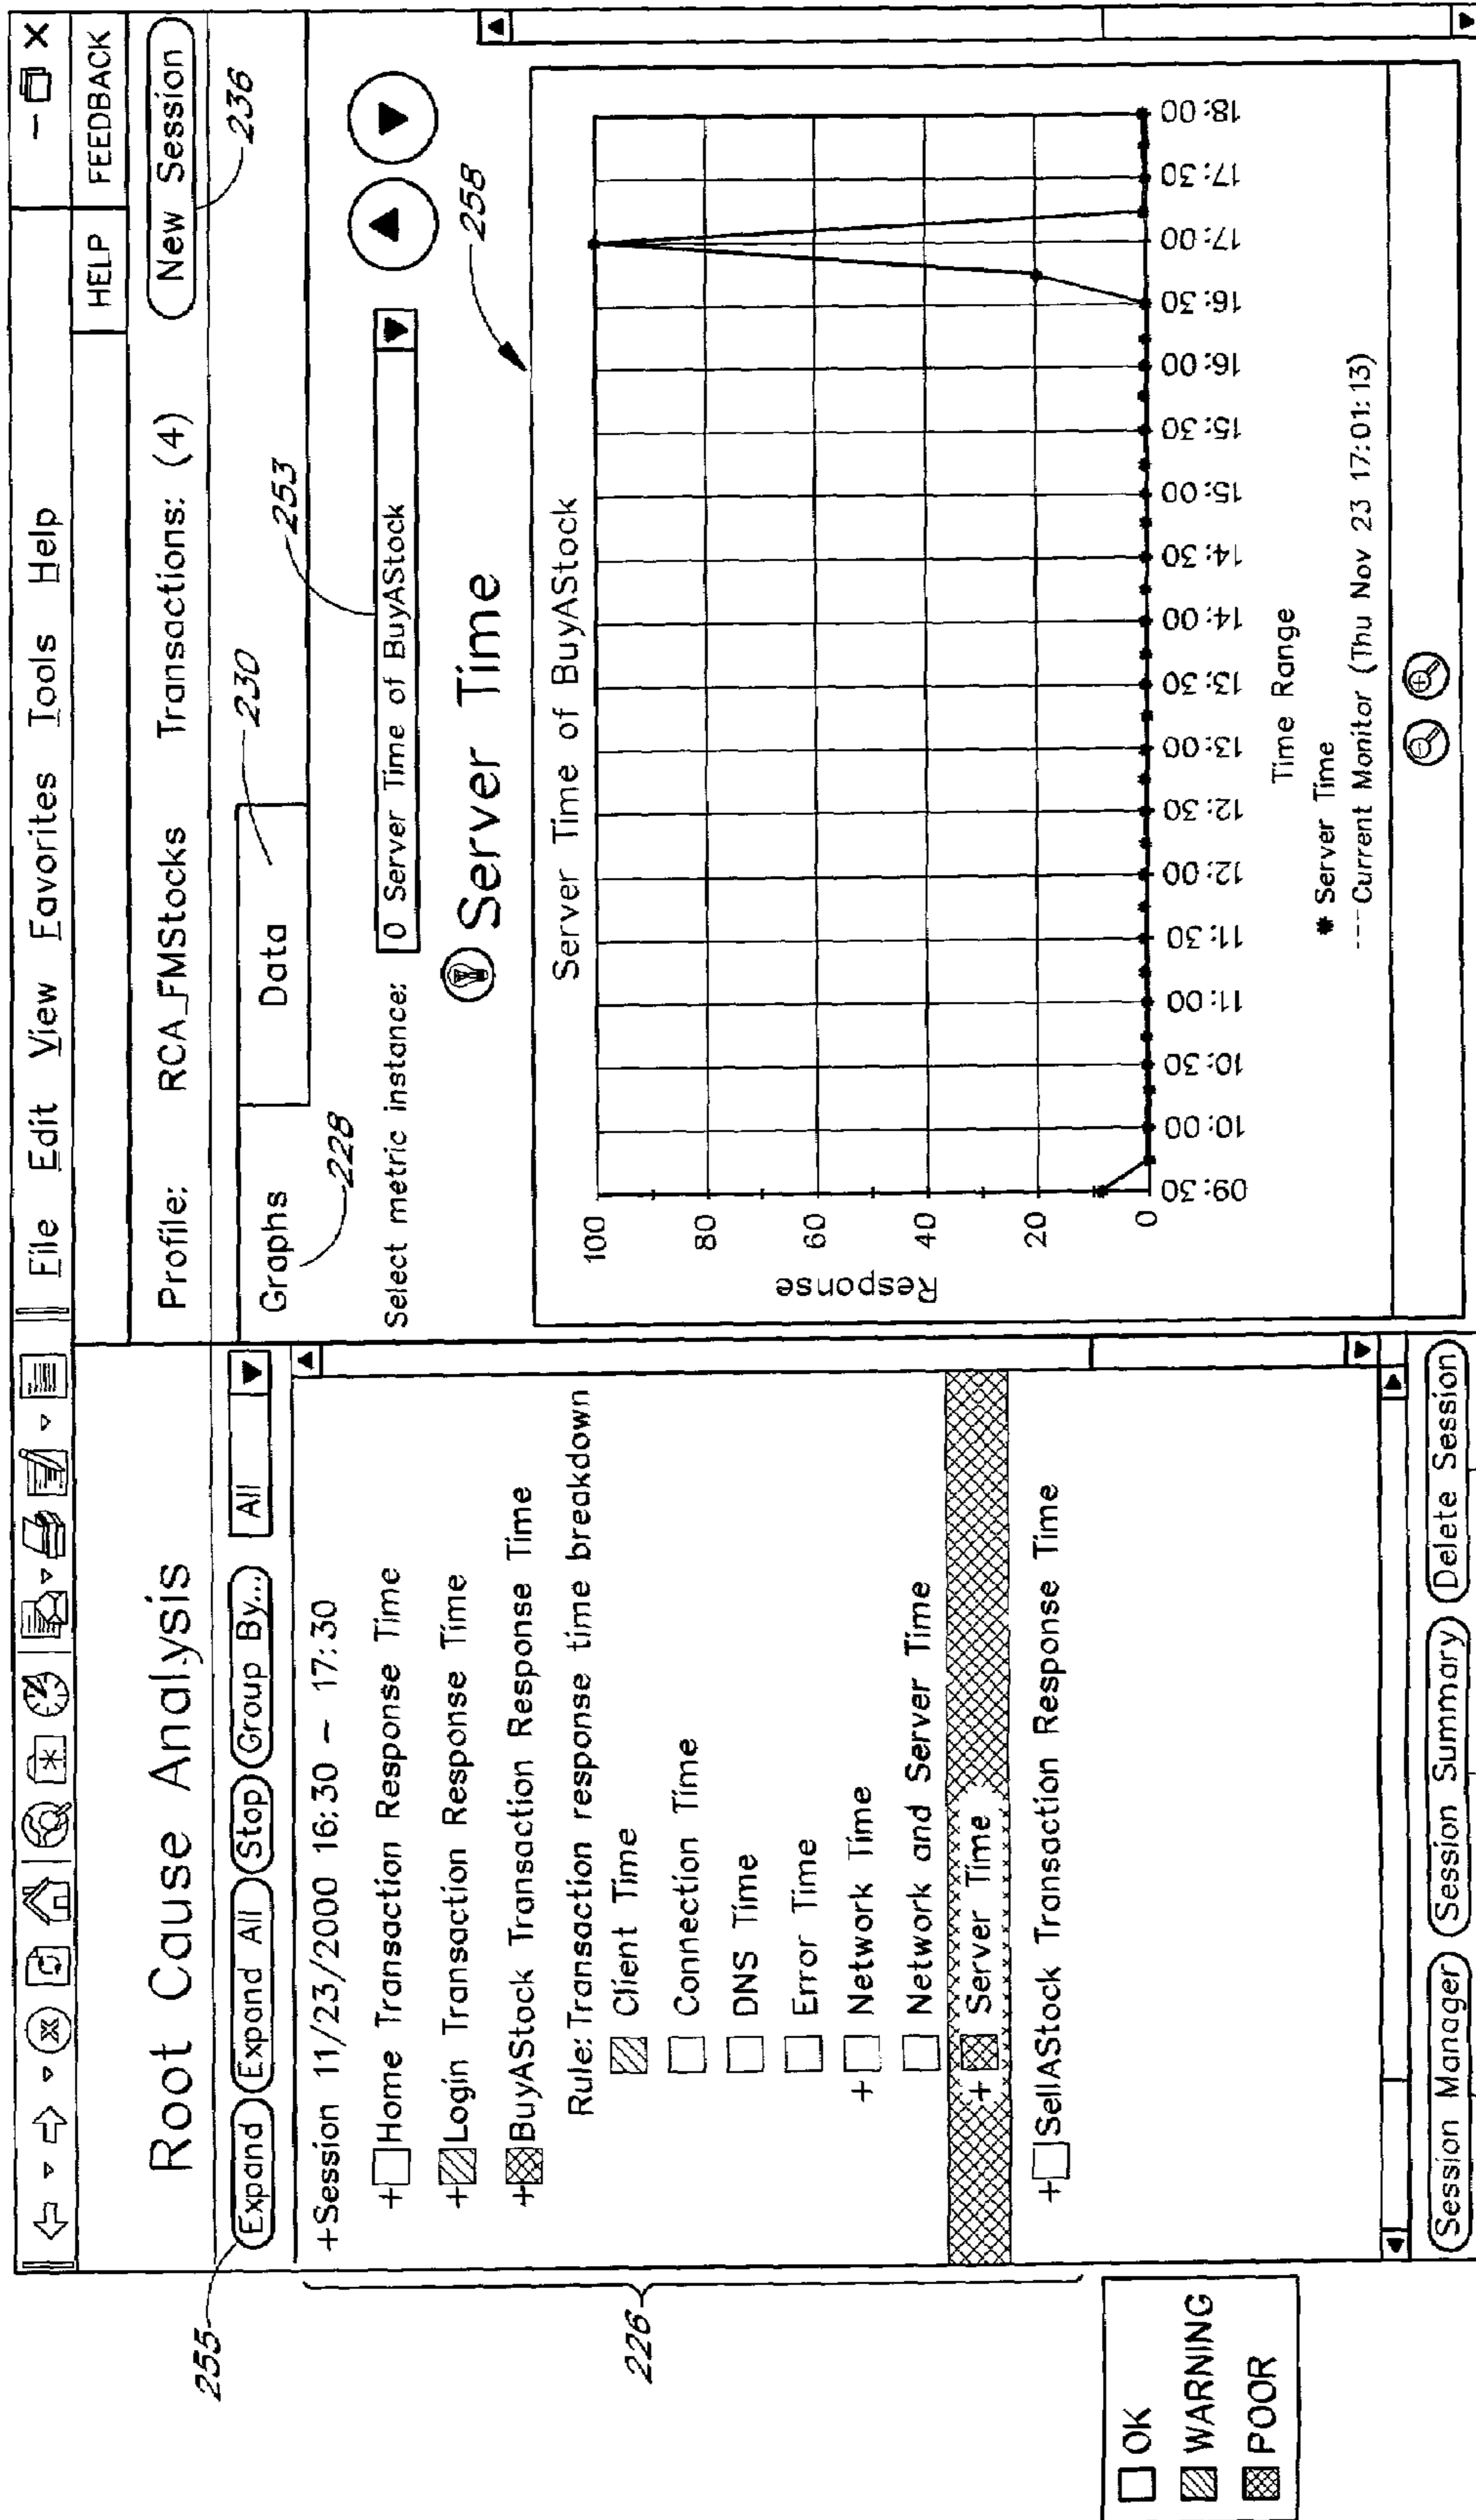 File Edit View Favorites Tools Help
HELP FEEDBACK
Root Cause Analysis
Profile: RCA_FMStocks Transactions: (4) New Session
236
255
Expand Expand All Stop Group By... All
Graphs Data
228
230
253
+Session 11/23/2000 16:30 - 17:30
+ Home Transaction Response Time
+ Login Transaction Response Time
+ BuyAStock Transaction Response Time
Rule: Transaction response time breakdown
Client Time
Connection Time
DNS Time
Error Time
+ Network Time
Network and Server Time
+ Server Time
+ SellAStock Transaction Response Time
226
Select metric instance: 0 Server Time of BuyAStock
Server Time
258
Server Time of BuyAStock
Response
100
80
60
40
20
0
09:30 10:00 10:30 11:00 11:30 12:00 12:30 13:00 13:30 14:00 14:30 15:00 15:30 16:00 16:30 17:00 17:30 18:00
Time Range
* Server Time
---Current Monitor (Thu Nov 23 17:01:13)
Session Manager Session Summary Delete Session
OK
WARNING
POOR